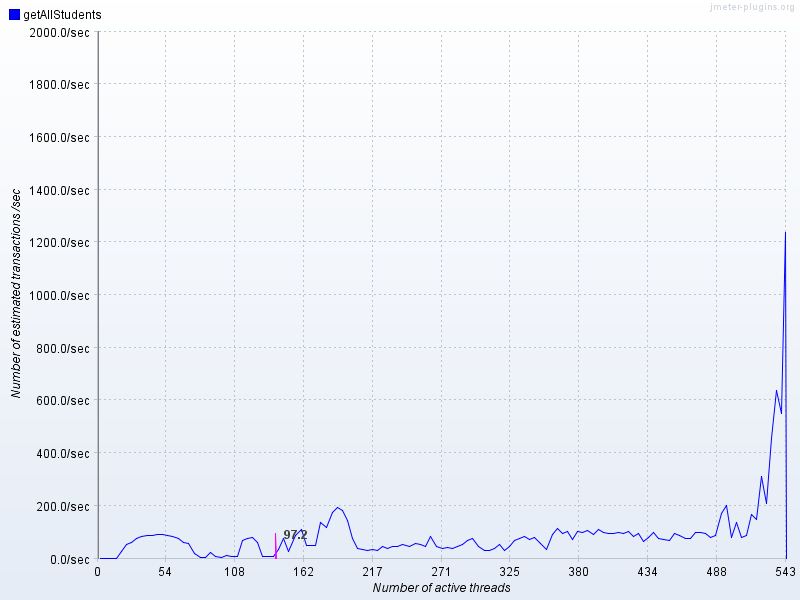 jmeter-plugins.org
getAllStudents
2000.0/sec
1800.0/sec
1600.0/sec
1400.0/sec
1200.0/sec
1000.0/sec
800.0/sec
600.0/sec
400.0/sec
200.0/sec
0.0/sec
Number of estimated transactions /sec
97.2
0 54 108 162 217 271 325 380 434 488 543
Number of active threads